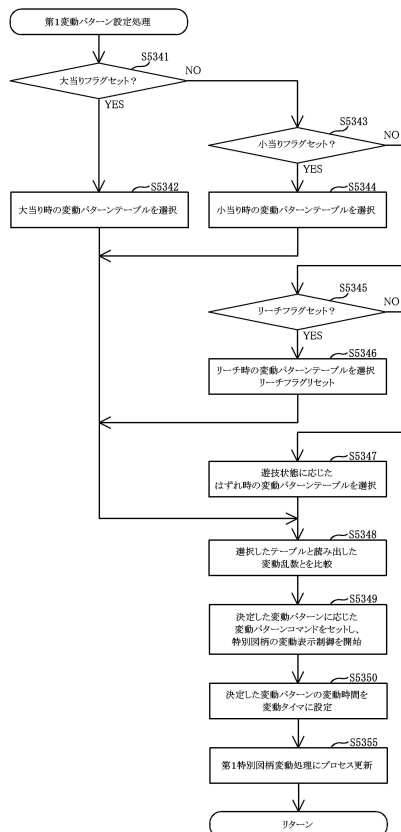 第1変動パターン設定処理
S5341
大当りフラグセット?
NO
YES
S5343
小当りフラグセット?
NO
YES
S5342
大当り時の変動パターンテーブルを選択
S5344
小当り時の変動パターンテーブルを選択
S5345
リーチフラグセット?
NO
YES
S5346
リーチ時の変動パターンテーブルを選択
リーチフラグリセット
S5347
遊技状態に応じた
はずれ時の変動パターンテーブルを選択
S5348
選択したテーブルと読み出した
変動乱数とを比較
S5349
決定した変動パターンに応じた
変動パターンコマンドをセットし、
特別図柄の変動表示制御を開始
S5350
決定した変動パターンの変動時間を
変動タイマに設定
S5355
第1特別図柄変動処理にプロセス更新
リターン